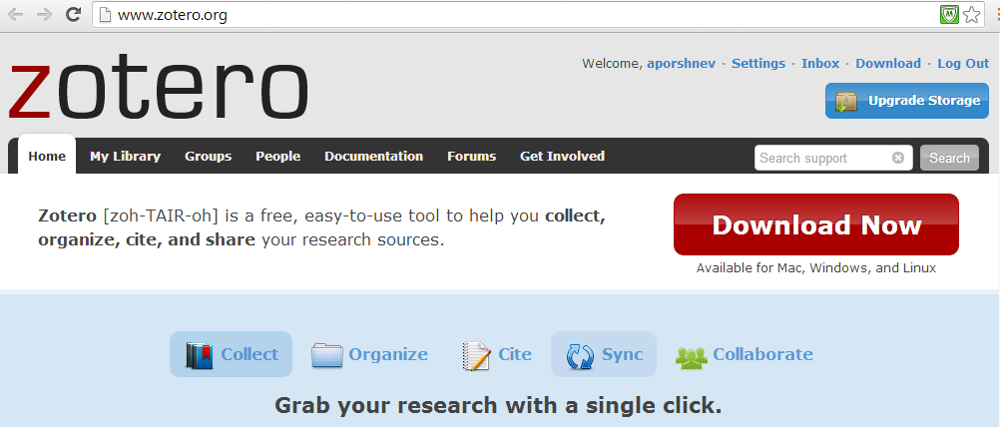 www.zotero.org
zotero
Welcome, aporshnev · Settings · Inbox · Download · Log Out
Upgrade Storage
Home My Library Groups People Documentation Forums Get Involved
Search support Search
Zotero [zoh-TAIR-oh] is a free, easy-to-use tool to help you collect,
organize, cite, and share your research sources.
Download Now
Available for Mac, Windows, and Linux
Collect Organize Cite Sync Collaborate
Grab your research with a single click.